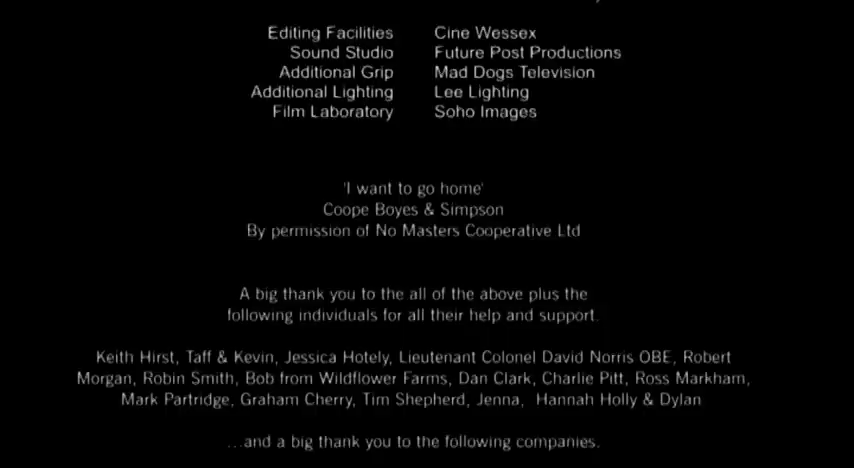 Editing Facilities Cine Wessex
Sound Studio Future Post Productions
Additional Grip Mad Dogs Television
Additional Lighting Lee Lighting
Film Laboratory Soho Images
'I want to go home'
Coope Boyes & Simpson
By permission of No Masters Cooperative Ltd
A big thank you to the all of the above plus the
following individuals for all their help and support.
Keith Hirst, Taff & Kevin, Jessica Hotely, Lieutenant Colonel David Norris OBE, Robert
Morgan, Robin Smith, Bob from Wildflower Farms, Dan Clark, Charlie Pitt, Ross Markham,
Mark Partridge, Graham Cherry, Tim Shepherd, Jenna, Hannah Holly & Dylan
...and a big thank you to the following companies.